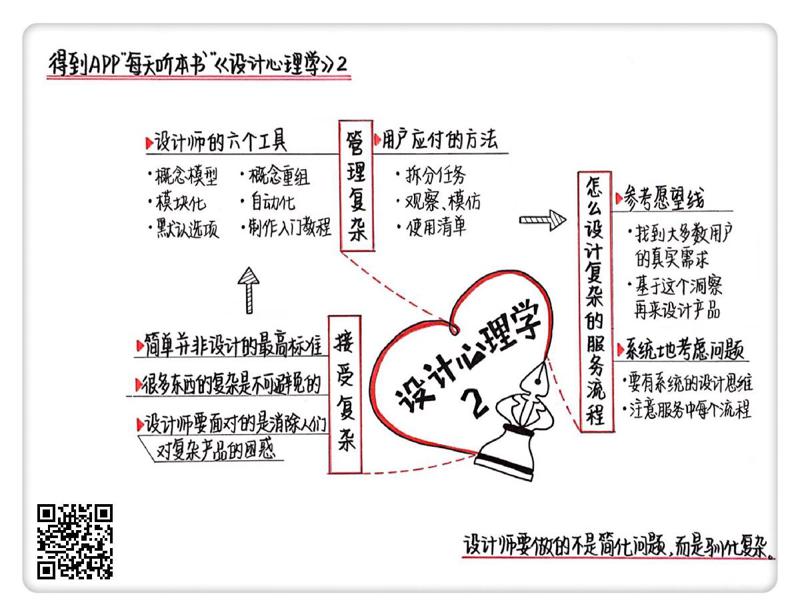 得到APP"每天听本书"《设计心理学》2
接受复杂
简单并非设计的最高标准
很多东西的复杂是不可避免的
设计师要面对的是消除人们
对复杂产品的困惑
管理复杂
设计师的六个工具
·概念模型 ·概念重组
·模块化 ·自动化
·默认选项 ·制作入门教程
用户应付的方法
·拆分任务
·观察、模仿
·使用清单
怎么设计复杂的服务流程
参考愿望线
·找到大多数用户
的真实需求
·基于这个洞察
再来设计产品
系统地考虑问题
·要有系统的设计思维
·注意服务中每个流程
设计心理学
2
设计师要做的不是简化问题,而是驯化复杂。